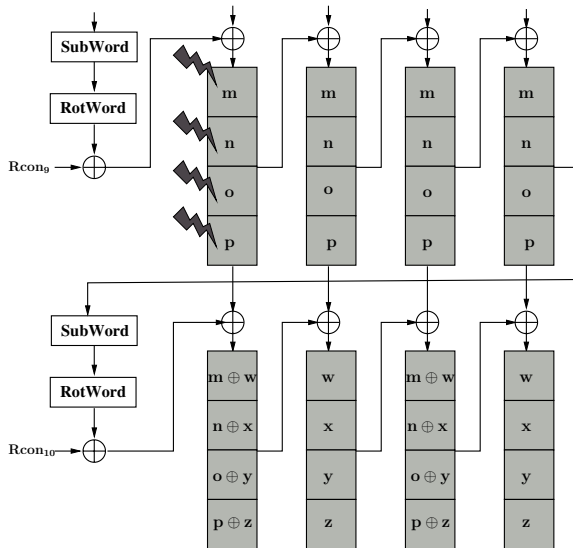 SubWord
RotWord
Rcon₉
m m m m
n n n n
o o o o
p p p p
SubWord
RotWord
Rcon₁₀
m ⊕ w w m ⊕ w w
n ⊕ x x n ⊕ x x
o ⊕ y y o ⊕ y y
p ⊕ z z p ⊕ z z